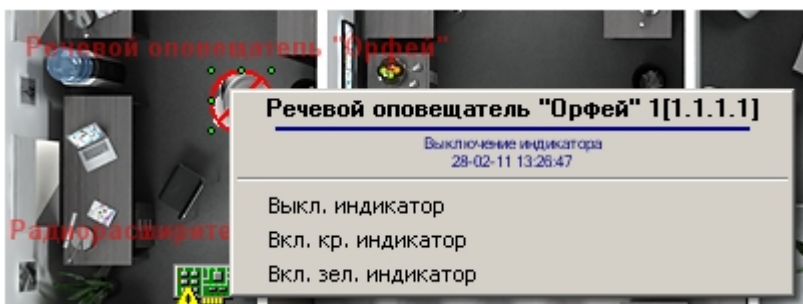 Речевой оповещатель "Орфей"
Речевой оповещатель "Орфей" 1[1.1.1.1]
Выключение индикатора
28-02-11 13:26:47
Выкл. индикатор
Вкл. кр. индикатор
Вкл. зел. индикатор